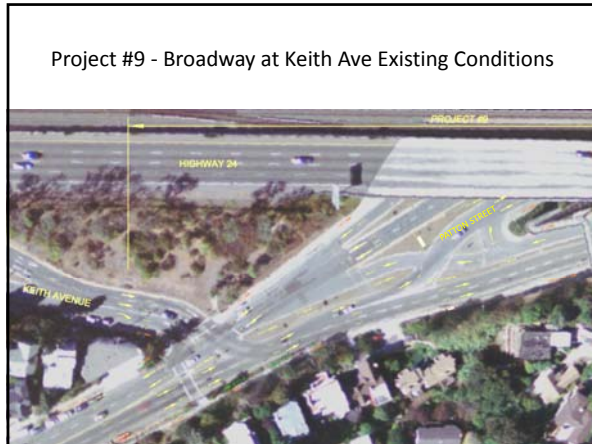 Project #9 - Broadway at Keith Ave Existing Conditions
PROJECT #9
HIGHWAY 24
PATTON STREET
KEITH AVENUE